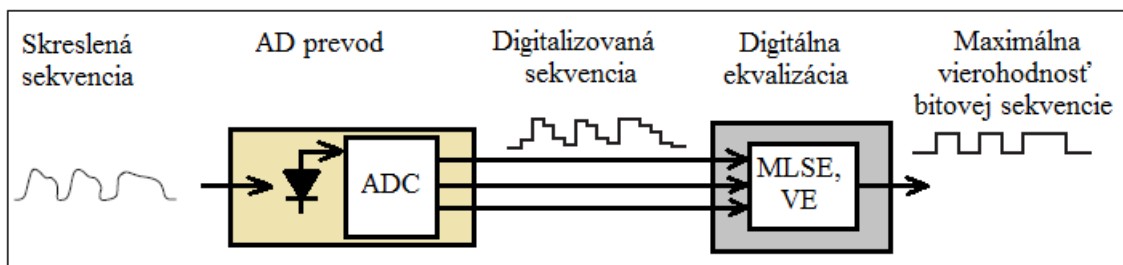 Skreslená
sekvencia
AD prevod
Digitalizovaná
sekvencia
Digitálna
ekvalizácia
Maximálna
vierohodnosť
bitovej sekvencie
ADC
MLSE,
VE